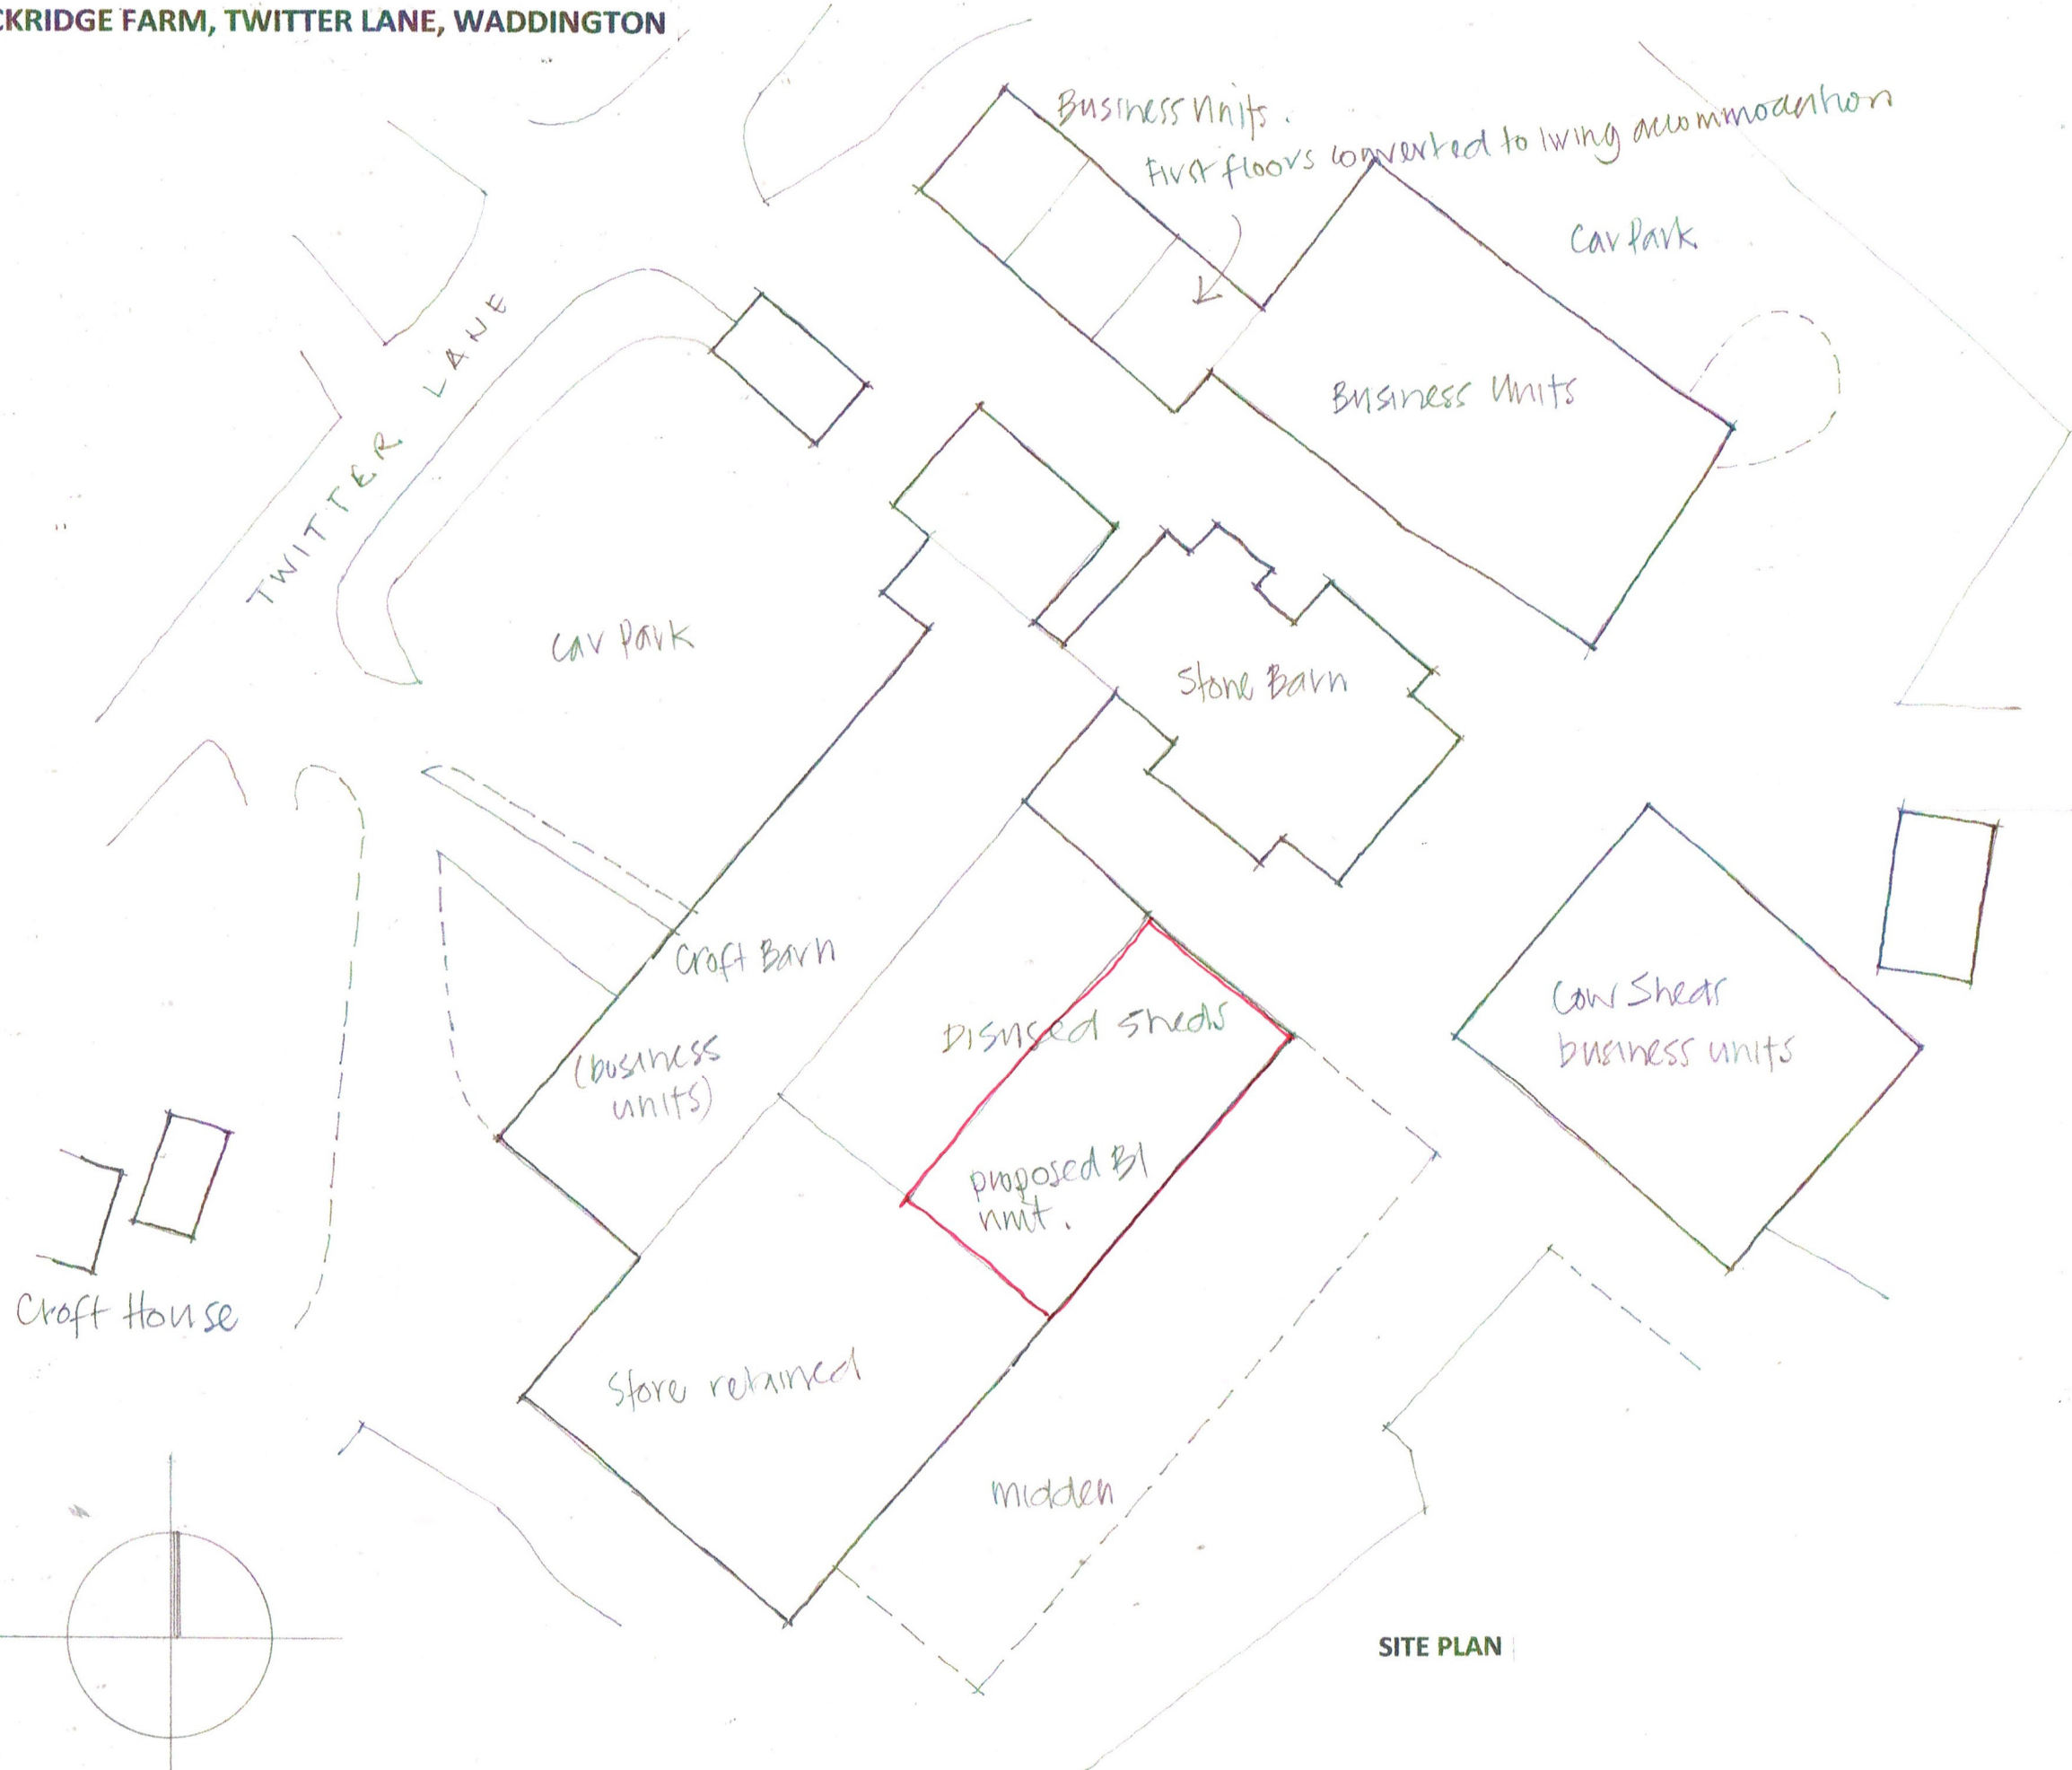 CKRIDGE FARM, TWITTER LANE, WADDINGTON
Business Units.
First floors converted to living accommodation
Car Park
Business Units
TWITTER LANE
Car Park
Stone Barn
Croft Barn
(business
units)
Disused Sheds
proposed B1
unit.
Cow Sheds
business units
Croft House
Store retained
Midden
SITE PLAN